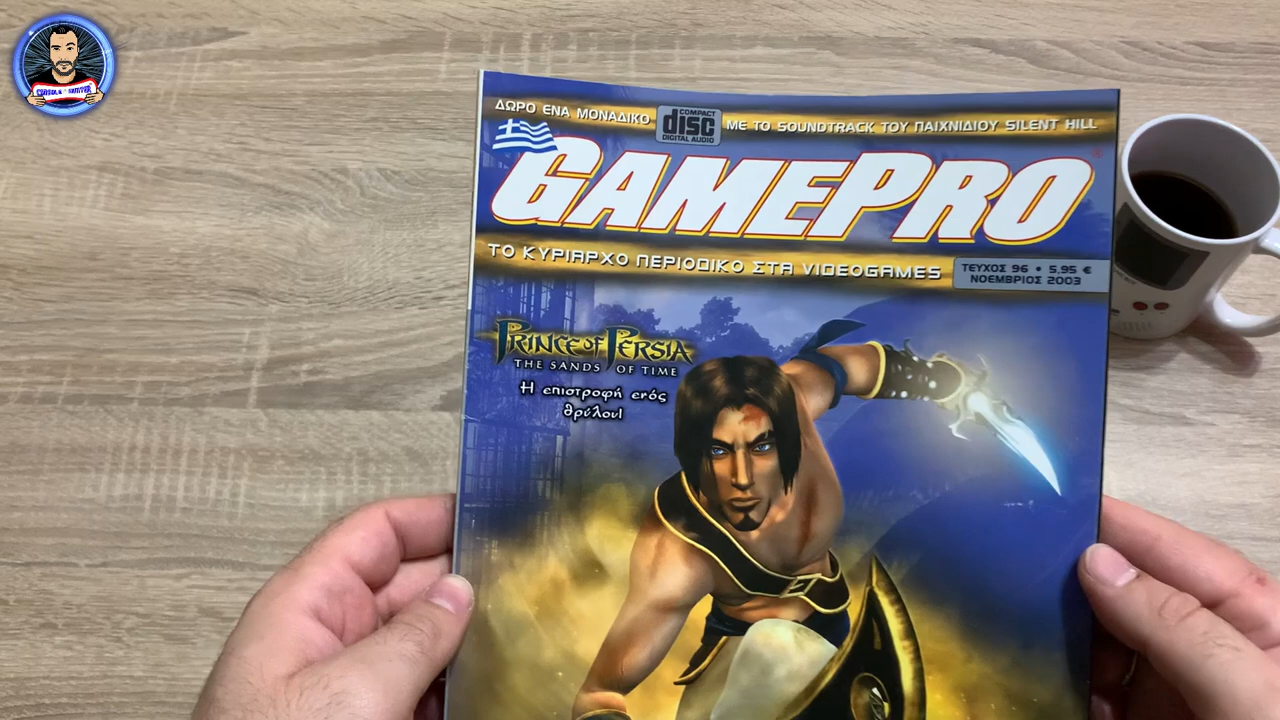 ΔΩΡΟ ΕΝΑ ΜΟΝΑΔΙΚΟ COMPACT disc DIGITAL AUDIO ΜΕ ΤΟ SOUNDTRACK ΤΟΥ ΠΑΙΧΝΙΔΙΟΥ SILENT HILL
GAMEPRO
ΤΟ ΚΥΡΙΑΡΧΟ ΠΕΡΙΟΔΙΚΟ ΣΤΑ VIDEOGAMES
ΤΕΥΧΟΣ 96 • 5,95 €
ΝΟΕΜΒΡΙΟΣ 2003
PRINCE OF PERSIA
THE SANDS OF TIME
Η επιστροφή ενός
θρύλου!